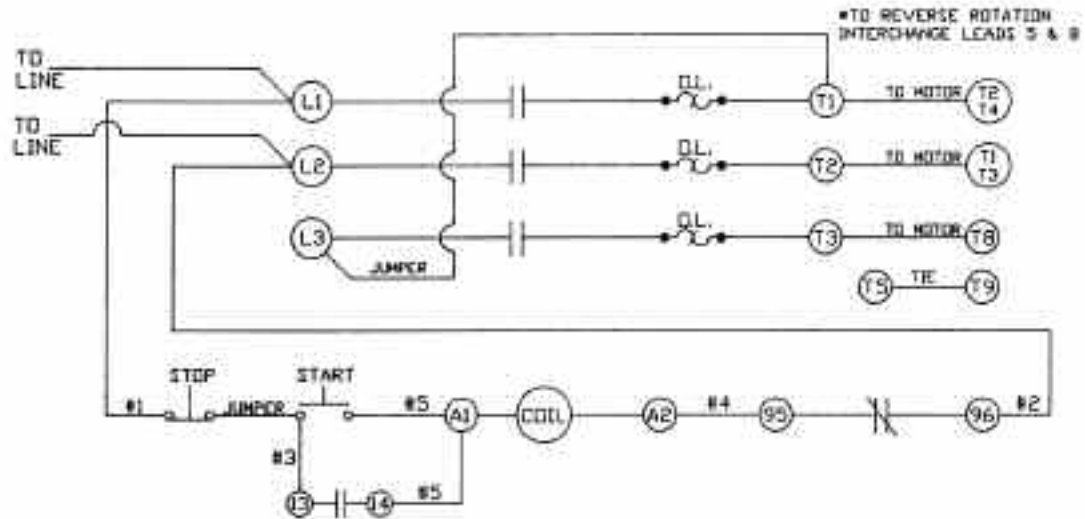 *TO REVERSE ROTATION
INTERCHANGE LEADS 5 & 8
TO
LINE
L1
O.L.
T1
TO MOTOR
T2
T4
TO
LINE
L2
O.L.
T2
TO MOTOR
T1
T3
L3
O.L.
T3
TO MOTOR
T8
JUMPER
T5
TIE
T9
STOP
START
#1
JUMPER
#5
A1
COIL
A2
#4
95
96
#2
#3
13
14
#5